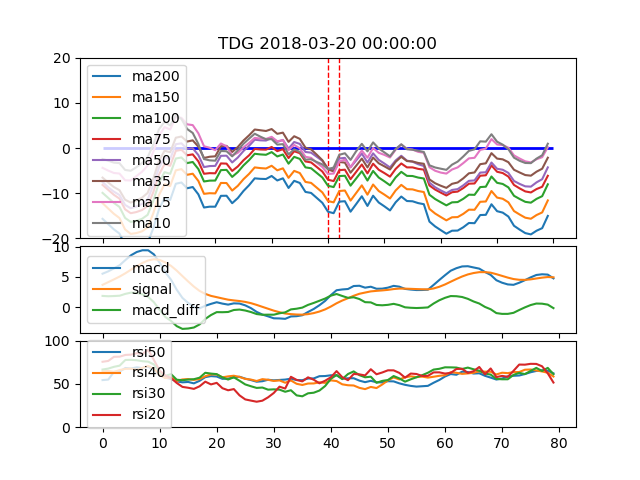 TDG 2018-03-20 00:00:00
20
10
0
−10
−20
ma200
ma150
ma100
ma75
ma50
ma35
ma15
ma10
10
5
0
macd
signal
macd_diff
100
50
0
rsi50
rsi40
rsi30
rsi20
0 10 20 30 40 50 60 70 80